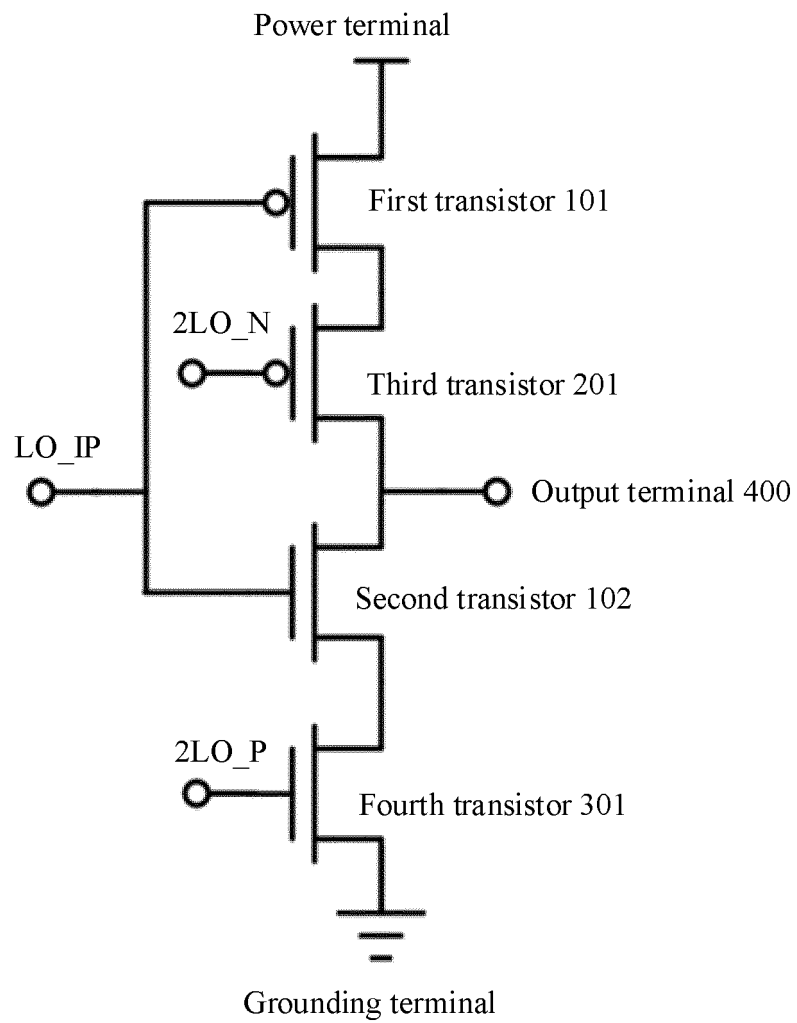 Power terminal
First transistor 101
2LO_N
Third transistor 201
LO_IP
Output terminal 400
Second transistor 102
2LO_P
Fourth transistor 301
Grounding terminal